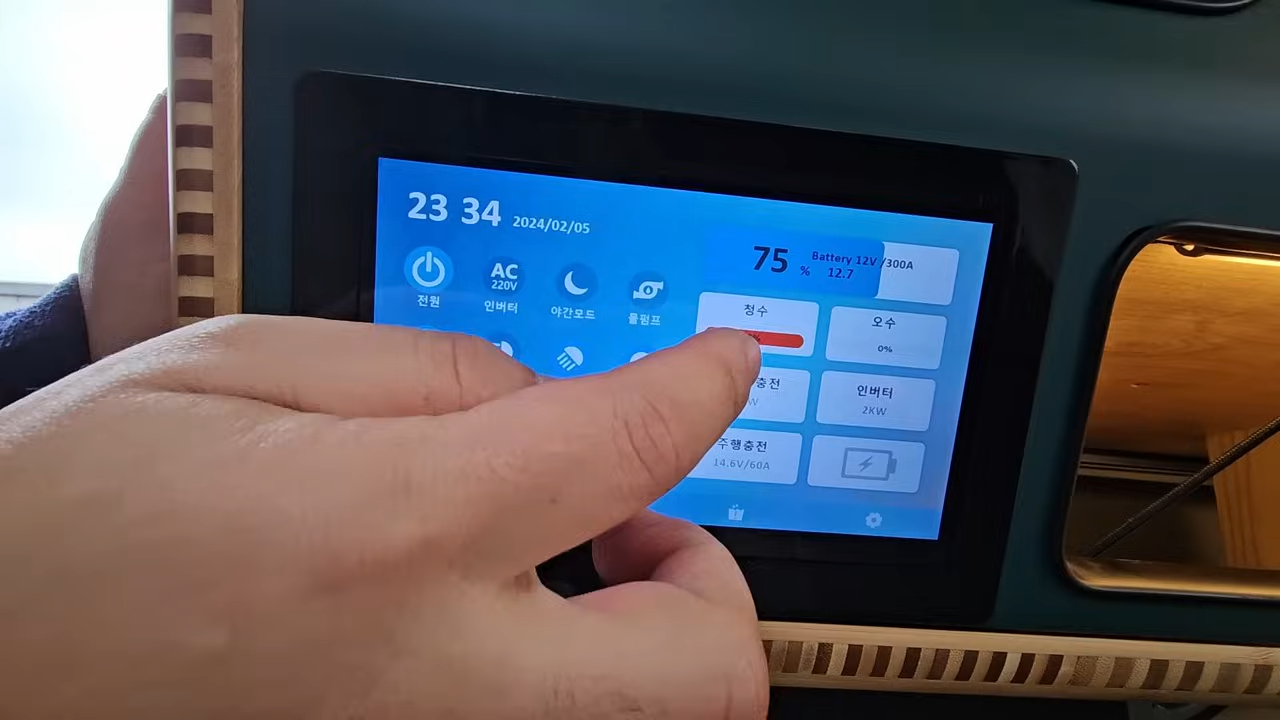 23 34 2024/02/05
75 % Battery 12V /300A
12.7
전원
AC
220V
인버터
야간모드
물펌프
청수
오수
0%
충전
W
인버터
2KW
주행충전
14.6V/60A